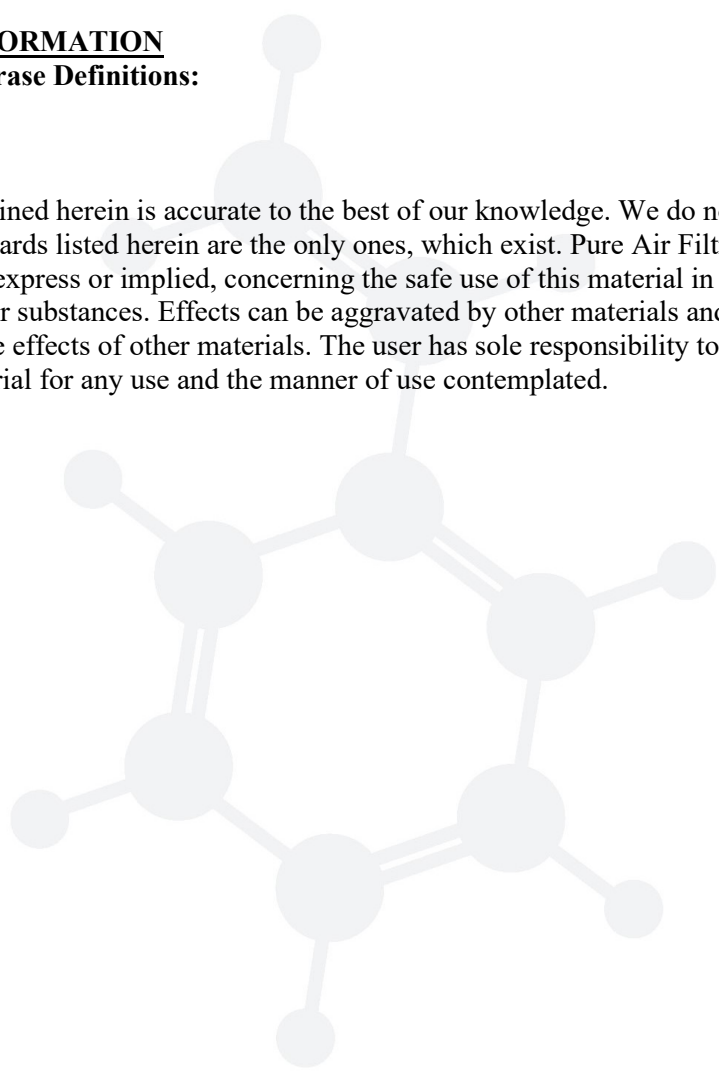 ORMATION
rase Definitions:
ined herein is accurate to the best of our knowledge. We do n
ards listed herein are the only ones, which exist. Pure Air Filt
express or implied, concerning the safe use of this material in
r substances. Effects can be aggravated by other materials and
e effects of other materials. The user has sole responsibility to
rial for any use and the manner of use contemplated.